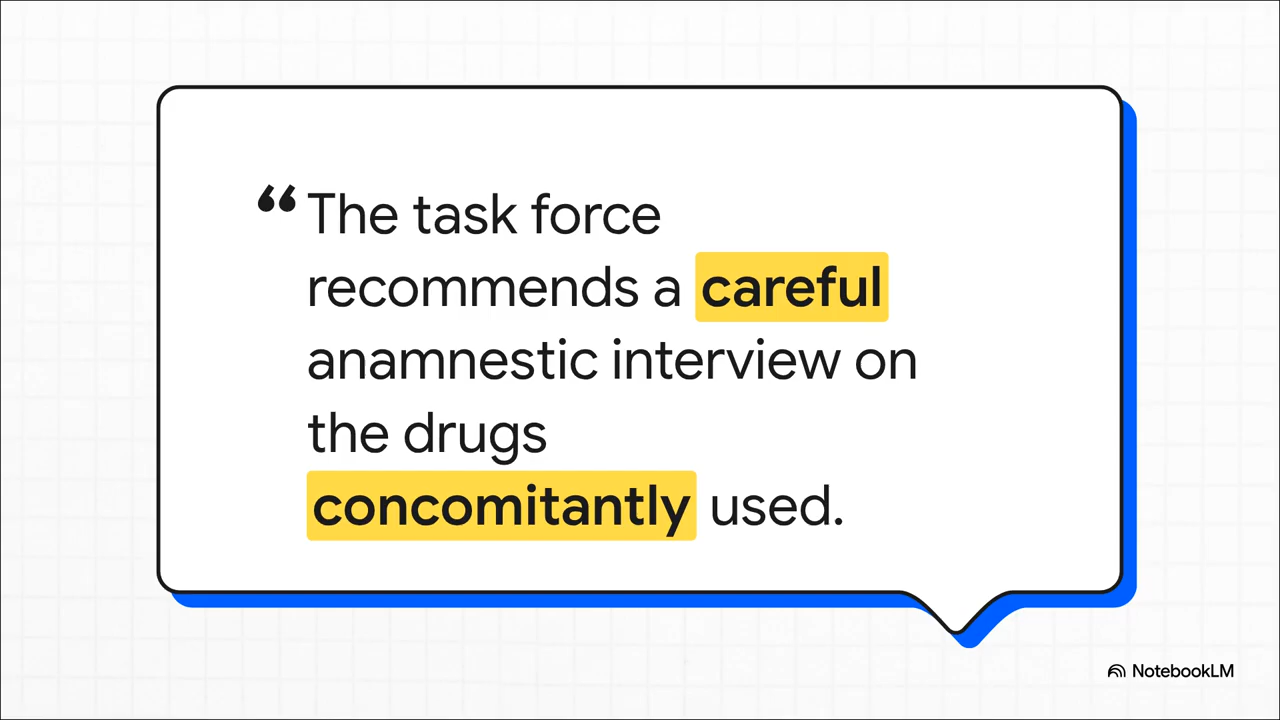 “The task force
recommends a careful
anamnestic interview on
the drugs
concomitantly used.
NotebookLM